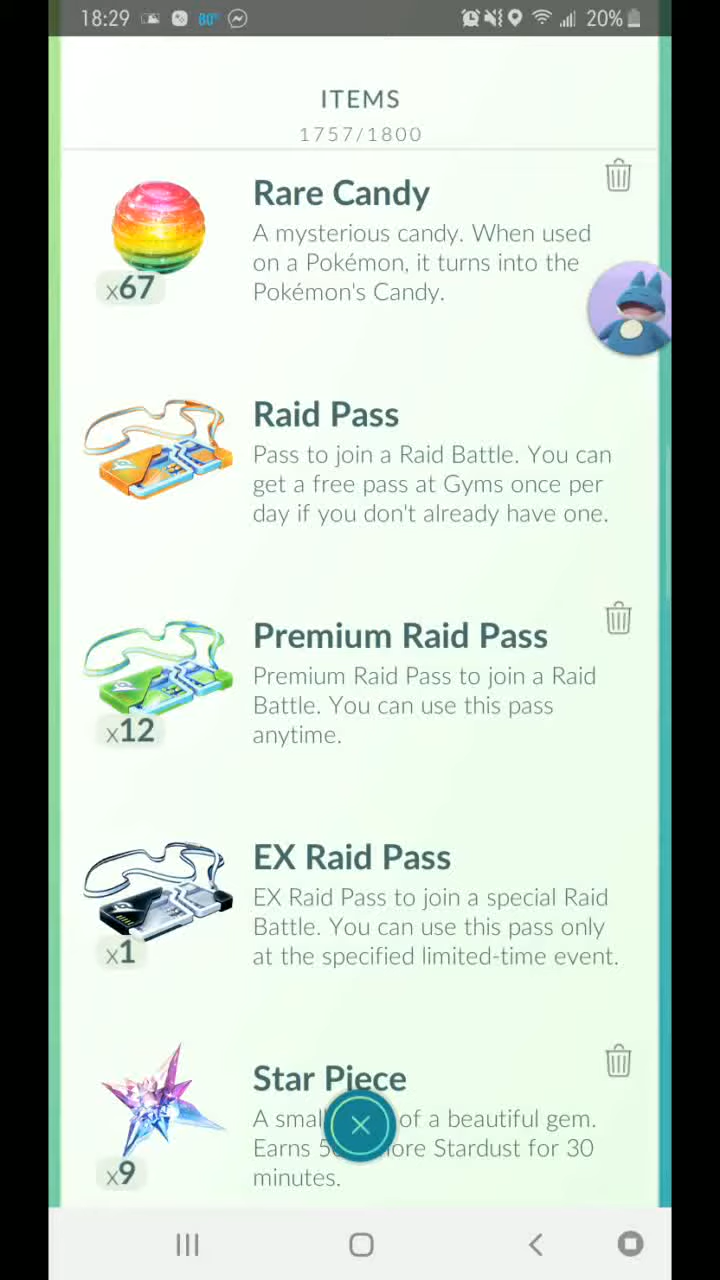 18:29 80° 20%
ITEMS
1757/1800
Rare Candy
A mysterious candy. When used
on a Pokémon, it turns into the
Pokémon's Candy.
x67
Raid Pass
Pass to join a Raid Battle. You can
get a free pass at Gyms once per
day if you don't already have one.
Premium Raid Pass
Premium Raid Pass to join a Raid
Battle. You can use this pass
anytime.
x12
EX Raid Pass
EX Raid Pass to join a special Raid
Battle. You can use this pass only
at the specified limited-time event.
x1
Star Piece
A small of a beautiful gem.
Earns Stardust for 30
minutes.
x9